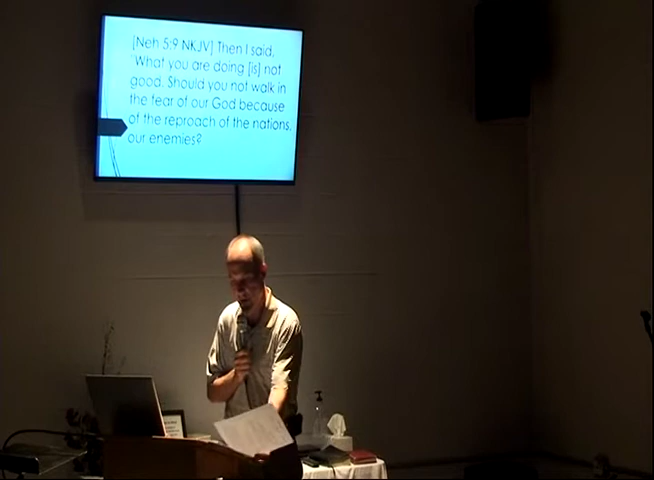 [Neh 5:9 NKJV] Then I said,
"What you are doing [is] not
good. Should you not walk in
the fear of our God because
of the reproach of the nations,
our enemies?